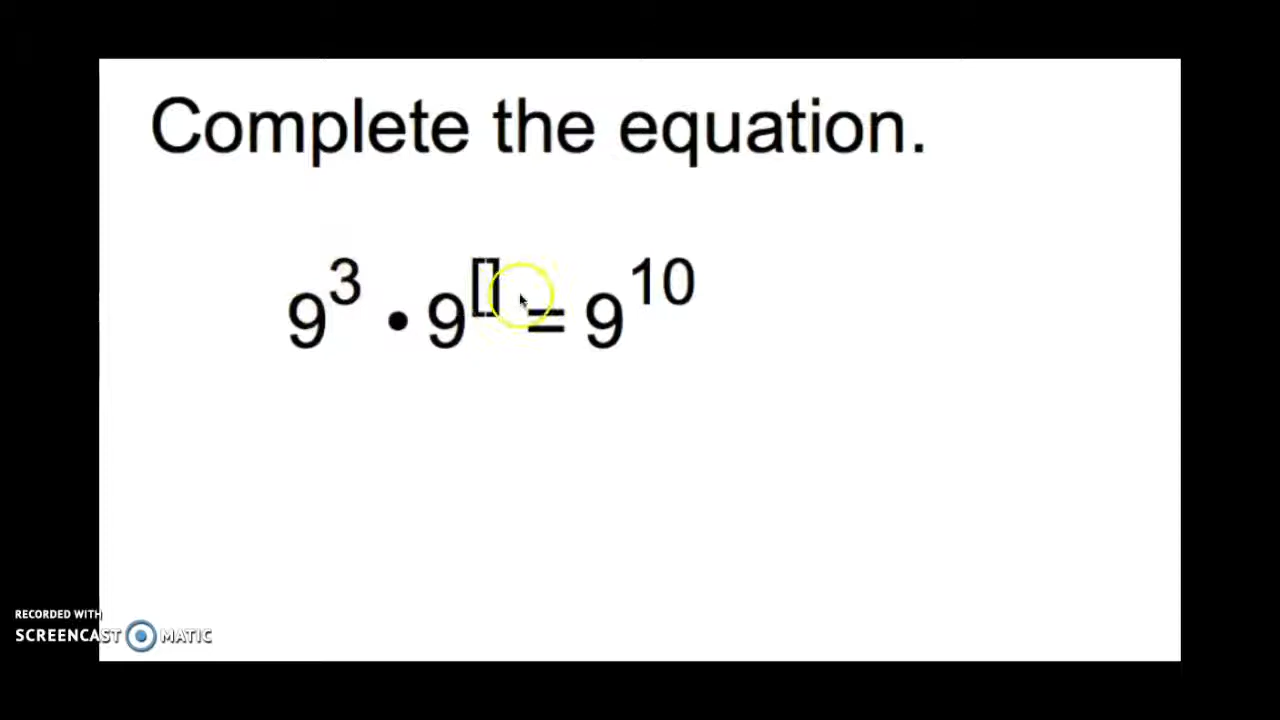 Complete the equation.
9³ • 9^[] = 9¹⁰
RECORDED WITH
SCREENCAST MATIC